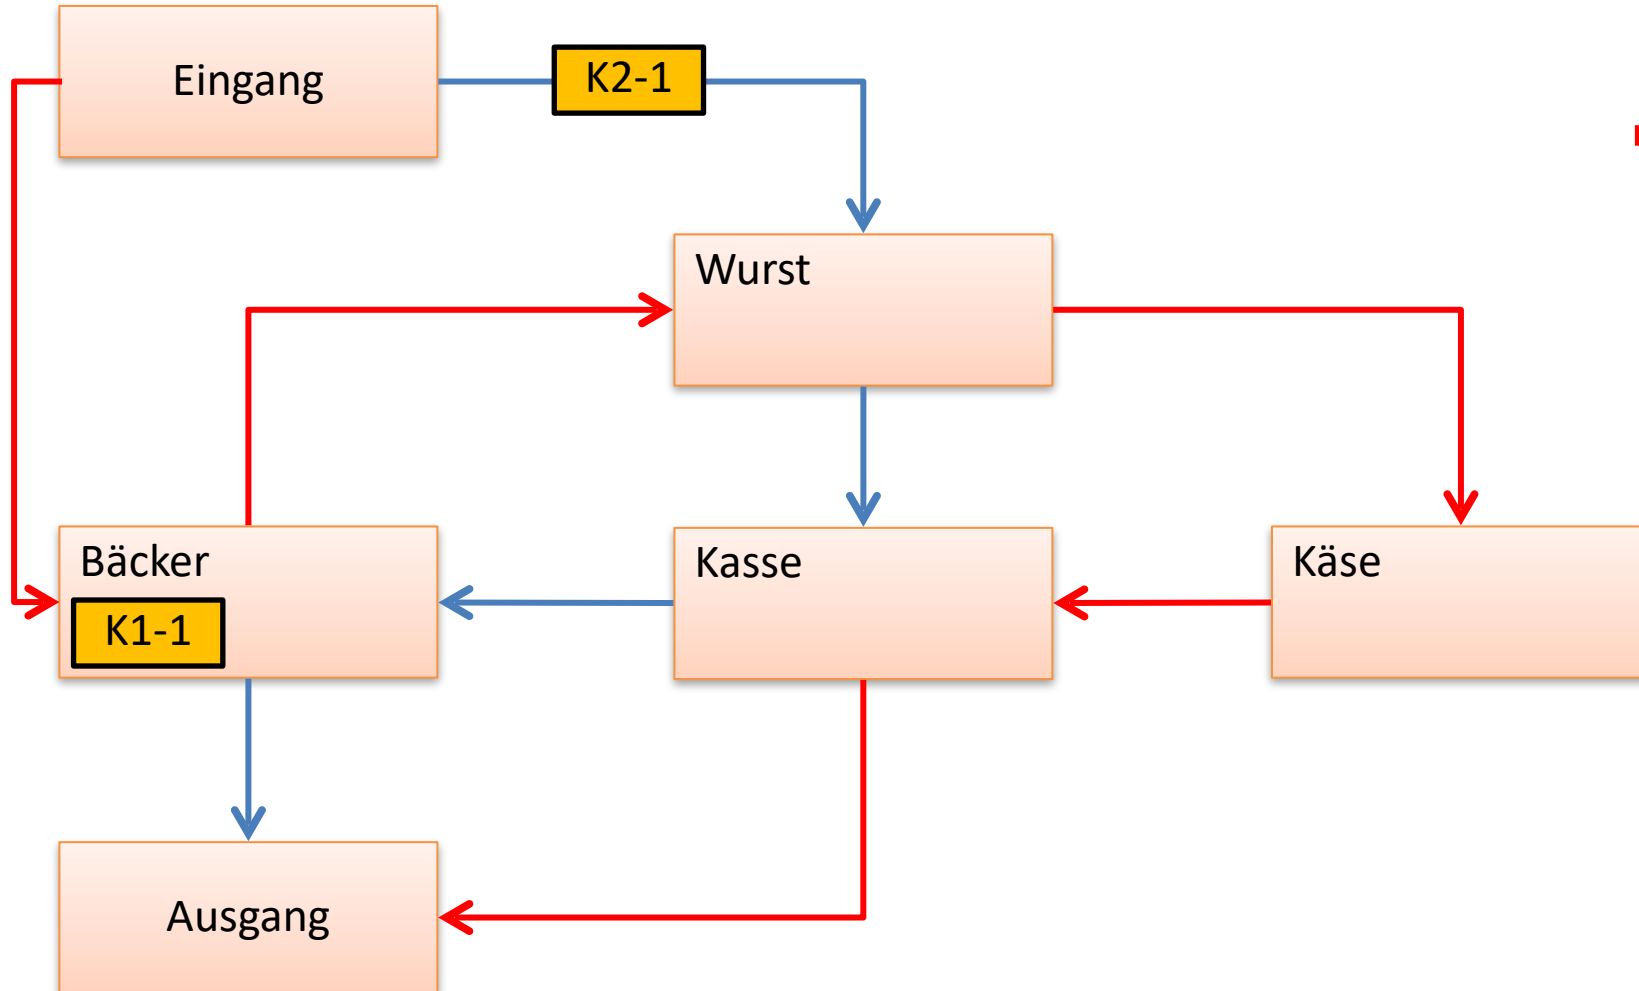 Eingang
K2-1
Wurst
Bäcker
K1-1
Kasse
Käse
Ausgang